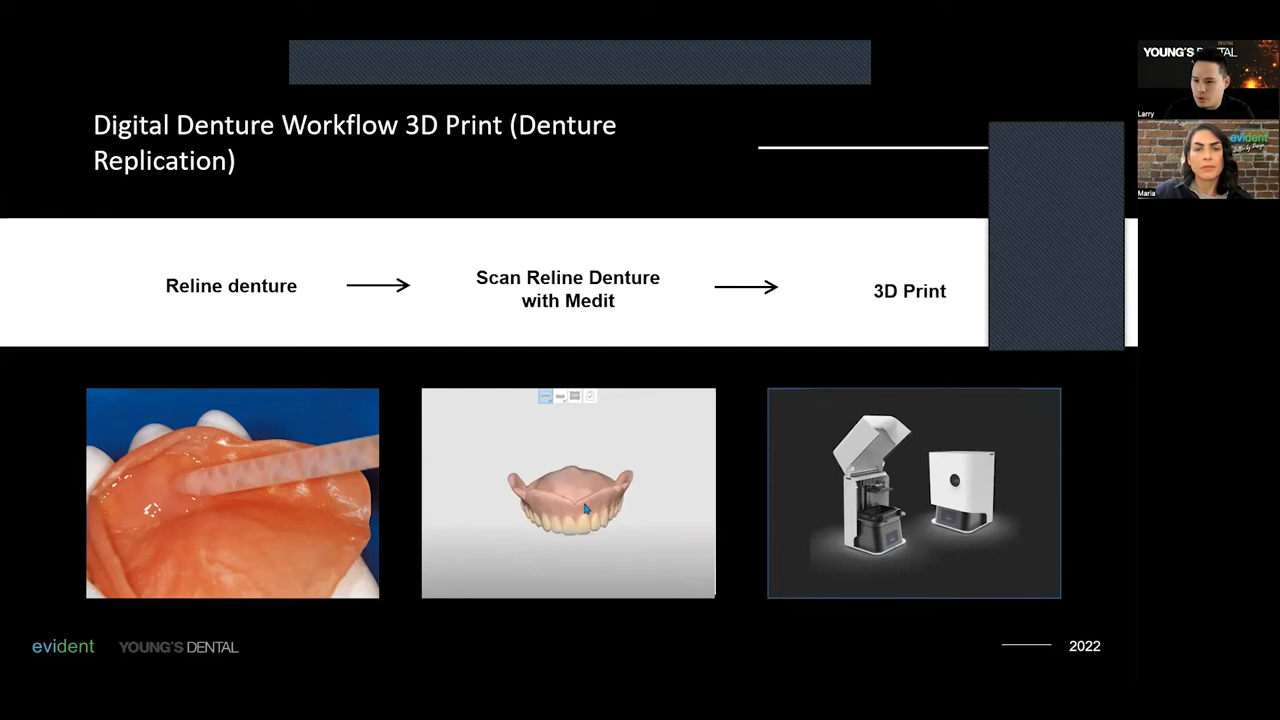 Digital Denture Workflow 3D Print (Denture
Replication)
Reline denture
Scan Reline Denture
with Medit
3D Print
evident
YOUNG'S DENTAL
2022
DIGITAL
YOUNG'S DENTAL
Larry
evident
Maria